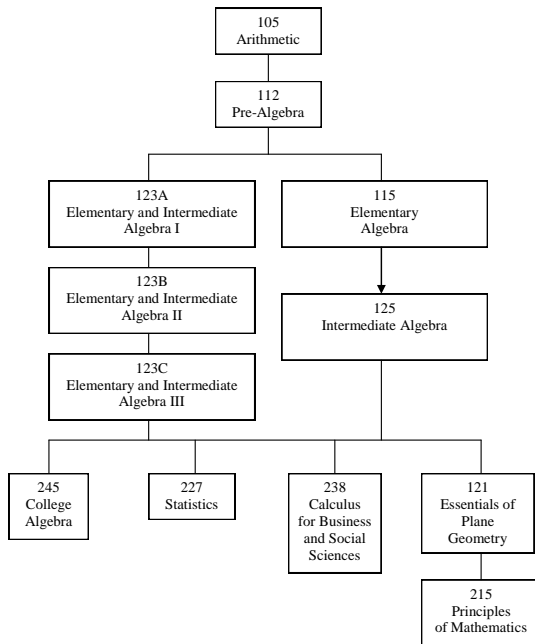 105
Arithmetic
112
Pre-Algebra
123A
Elementary and Intermediate
Algebra I
115
Elementary
Algebra
123B
Elementary and Intermediate
Algebra II
125
Intermediate Algebra
123C
Elementary and Intermediate
Algebra III
245
College
Algebra
227
Statistics
238
Calculus
for Business
and Social
Sciences
121
Essentials of
Plane
Geometry
215
Principles
of Mathematics